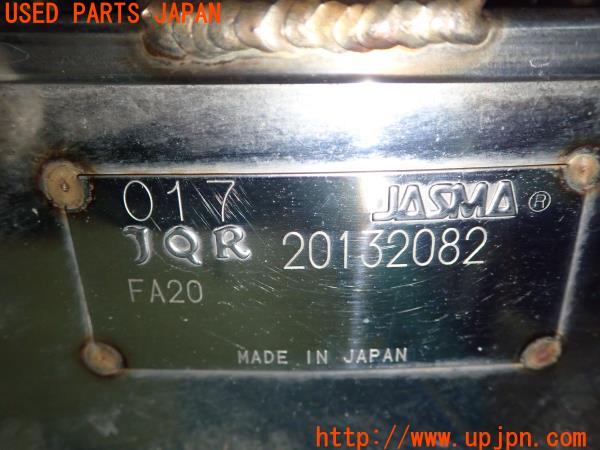 USED PARTS JAPAN
017 JASMA®
JQR 20132082
FA20
MADE IN JAPAN
http://www.upjpn.com